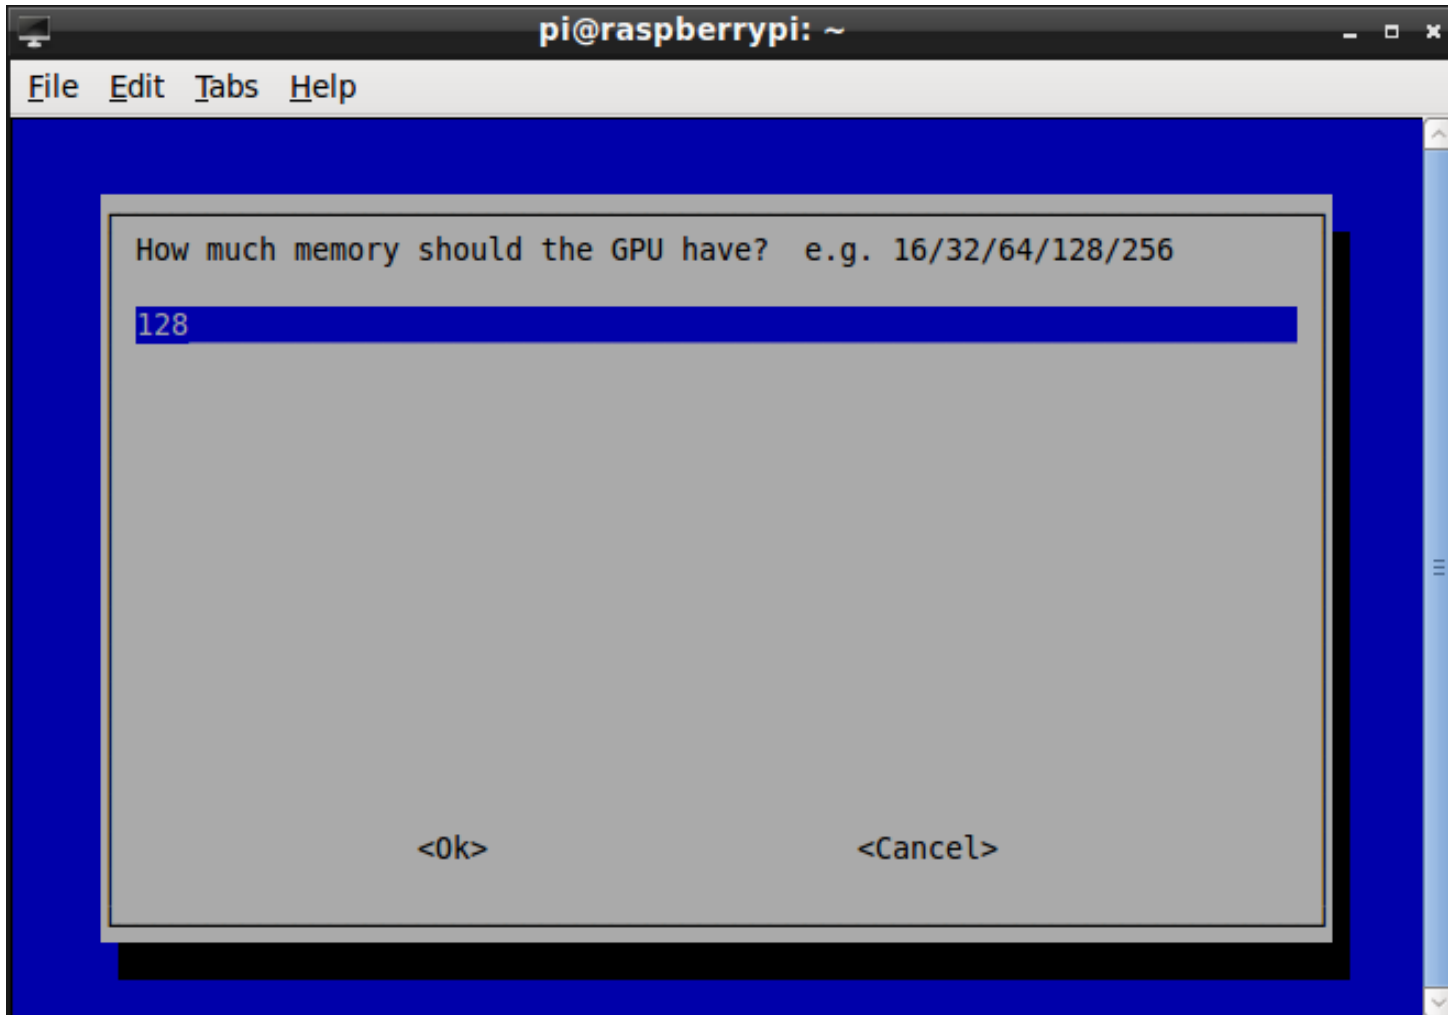 pi@raspberrypi: ~
File Edit Tabs Help
How much memory should the GPU have?  e.g. 16/32/64/128/256
128
<Ok> <Cancel>